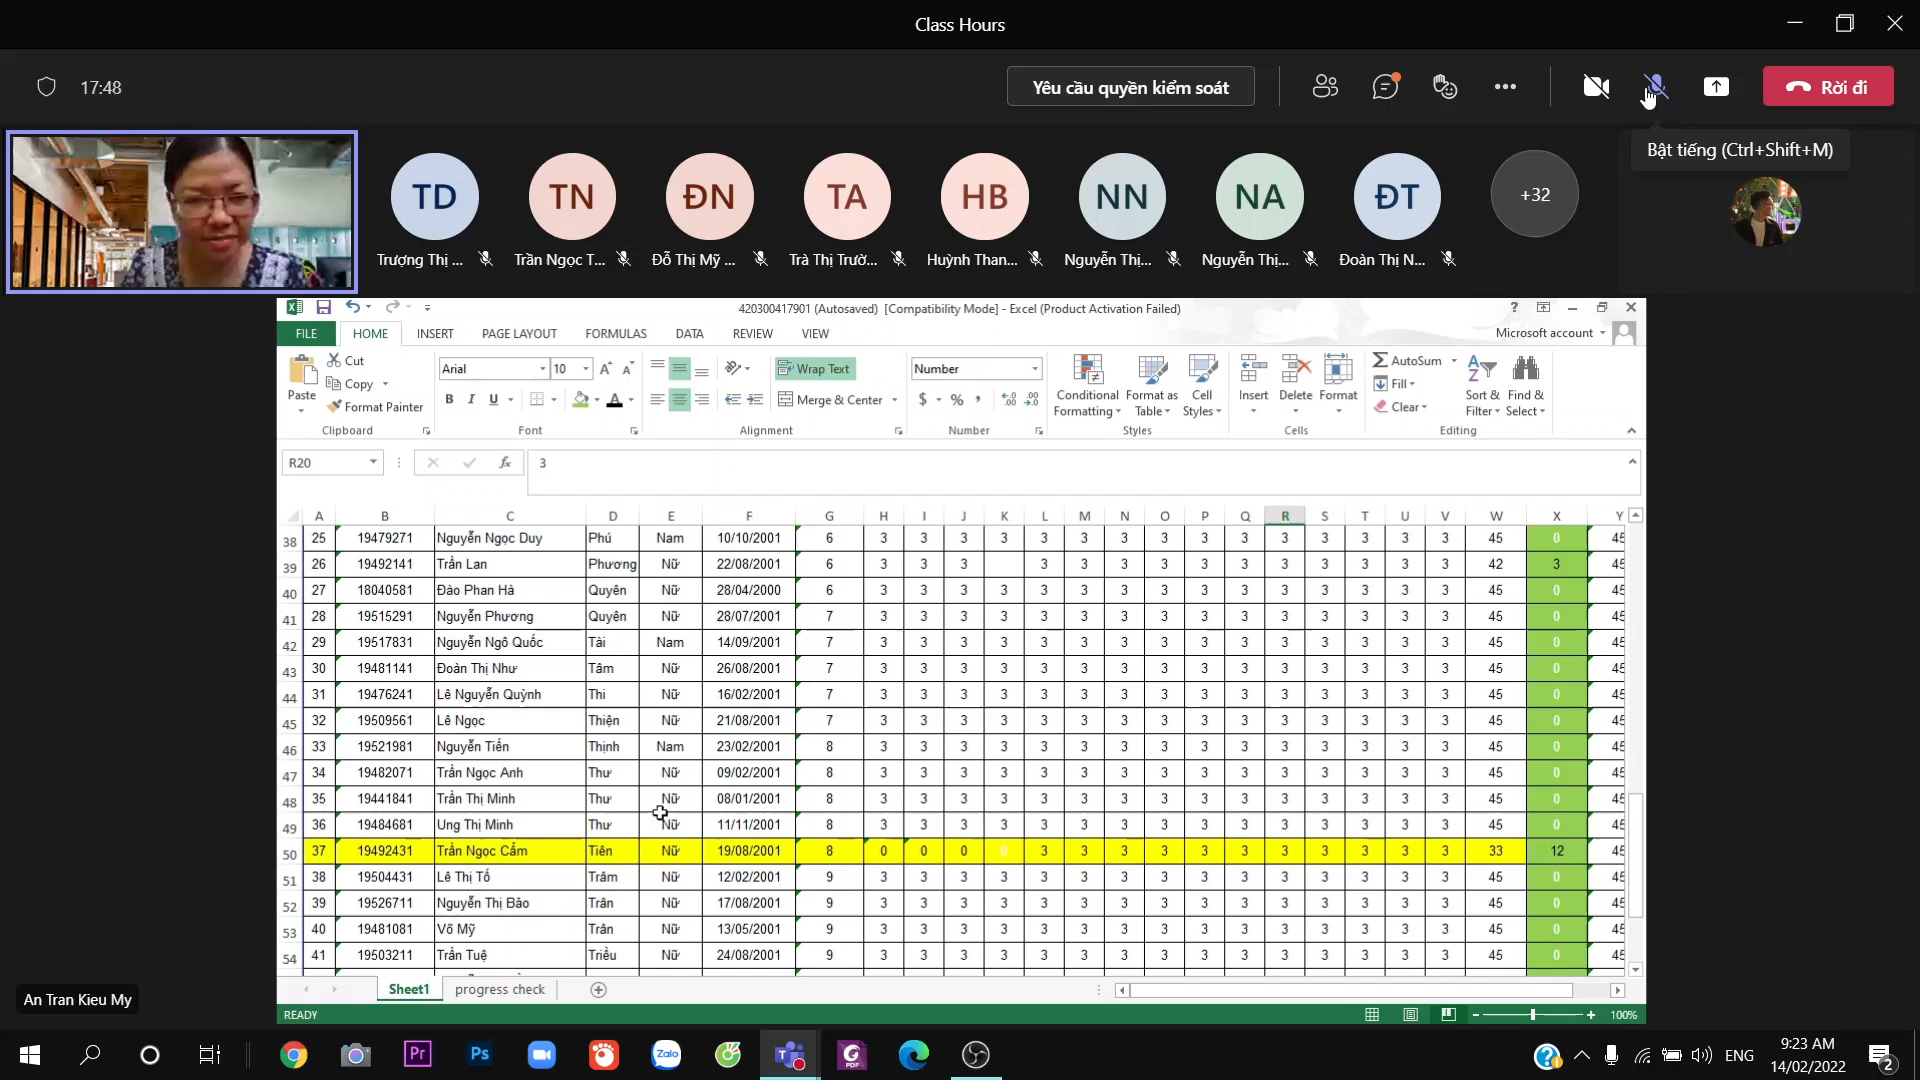 Class Hours
17:48
Yêu cầu quyền kiểm soát
Rời đi
Bật tiếng (Ctrl+Shift+M)
TD TN ĐN TA HB NN NA ĐT +32
Trượng Thị ... Trần Ngọc T... Đỗ Thị Mỹ ... Trà Thị Trườ... Huỳnh Than... Nguyễn Thị... Nguyễn Thị... Đoàn Thị N...
420300417901 (Autosaved) [Compatibility Mode] - Excel (Product Activation Failed)
FILE HOME INSERT PAGE LAYOUT FORMULAS DATA REVIEW VIEW Microsoft account
Paste Cut Copy Format Painter
Arial 10 B I U
Wrap Text Merge & Center
Number $ % ,
Conditional Formatting Format as Table Cell Styles
Insert Delete Format
AutoSum Fill Clear Sort & Filter Find & Select
Clipboard Font Alignment Number Styles Cells Editing
R20 fx 3
A B C D E F G H I J K L M N O P Q R S T U V W X Y
38 25 19479271 Nguyễn Ngọc Duy Phú Nam 10/10/2001 6 3 3 3 3 3 3 3 3 3 3 3 3 3 3 3 45 0 45
39 26 19492141 Trần Lan Phương Nữ 22/08/2001 6 3 3 3 3 3 3 3 3 3 3 3 3 3 3 42 3 45
40 27 18040581 Đào Phan Hà Quyên Nữ 28/04/2000 6 3 3 3 3 3 3 3 3 3 3 3 3 3 3 3 45 0 45
41 28 19515291 Nguyễn Phương Quyên Nữ 28/07/2001 7 3 3 3 3 3 3 3 3 3 3 3 3 3 3 3 45 0 45
42 29 19517831 Nguyễn Ngô Quốc Tài Nam 14/09/2001 7 3 3 3 3 3 3 3 3 3 3 3 3 3 3 3 45 0 45
43 30 19481141 Đoàn Thị Như Tâm Nữ 26/08/2001 7 3 3 3 3 3 3 3 3 3 3 3 3 3 3 3 45 0 45
44 31 19476241 Lê Nguyễn Quỳnh Thi Nữ 16/02/2001 7 3 3 3 3 3 3 3 3 3 3 3 3 3 3 3 45 0 45
45 32 19509561 Lê Ngọc Thiện Nữ 21/08/2001 7 3 3 3 3 3 3 3 3 3 3 3 3 3 3 3 45 0 45
46 33 19521981 Nguyễn Tiến Thịnh Nam 23/02/2001 8 3 3 3 3 3 3 3 3 3 3 3 3 3 3 3 45 0 45
47 34 19482071 Trần Ngọc Anh Thư Nữ 09/02/2001 8 3 3 3 3 3 3 3 3 3 3 3 3 3 3 3 45 0 45
48 35 19441841 Trần Thị Minh Thư Nữ 08/01/2001 8 3 3 3 3 3 3 3 3 3 3 3 3 3 3 3 45 0 45
49 36 19484681 Ung Thị Minh Thư Nữ 11/11/2001 8 3 3 3 3 3 3 3 3 3 3 3 3 3 3 3 45 0 45
50 37 19492431 Trần Ngọc Cẩm Tiên Nữ 19/08/2001 8 0 0 0 0 3 3 3 3 3 3 3 3 3 3 3 33 12 45
51 38 19504431 Lê Thị Tố Trâm Nữ 12/02/2001 9 3 3 3 3 3 3 3 3 3 3 3 3 3 3 3 45 0 45
52 39 19526711 Nguyễn Thị Bảo Trân Nữ 17/08/2001 9 3 3 3 3 3 3 3 3 3 3 3 3 3 3 3 45 0 45
53 40 19481081 Võ Mỹ Trân Nữ 13/05/2001 9 3 3 3 3 3 3 3 3 3 3 3 3 3 3 3 45 0 45
54 41 19503211 Trần Tuệ Triều Nữ 24/08/2001 9 3 3 3 3 3 3 3 3 3 3 3 3 3 3 3 45 0 45
Sheet1 progress check
An Tran Kieu My
READY 100%
Pr Ps Zalo PDF ENG
9:23 AM
14/02/2022
2